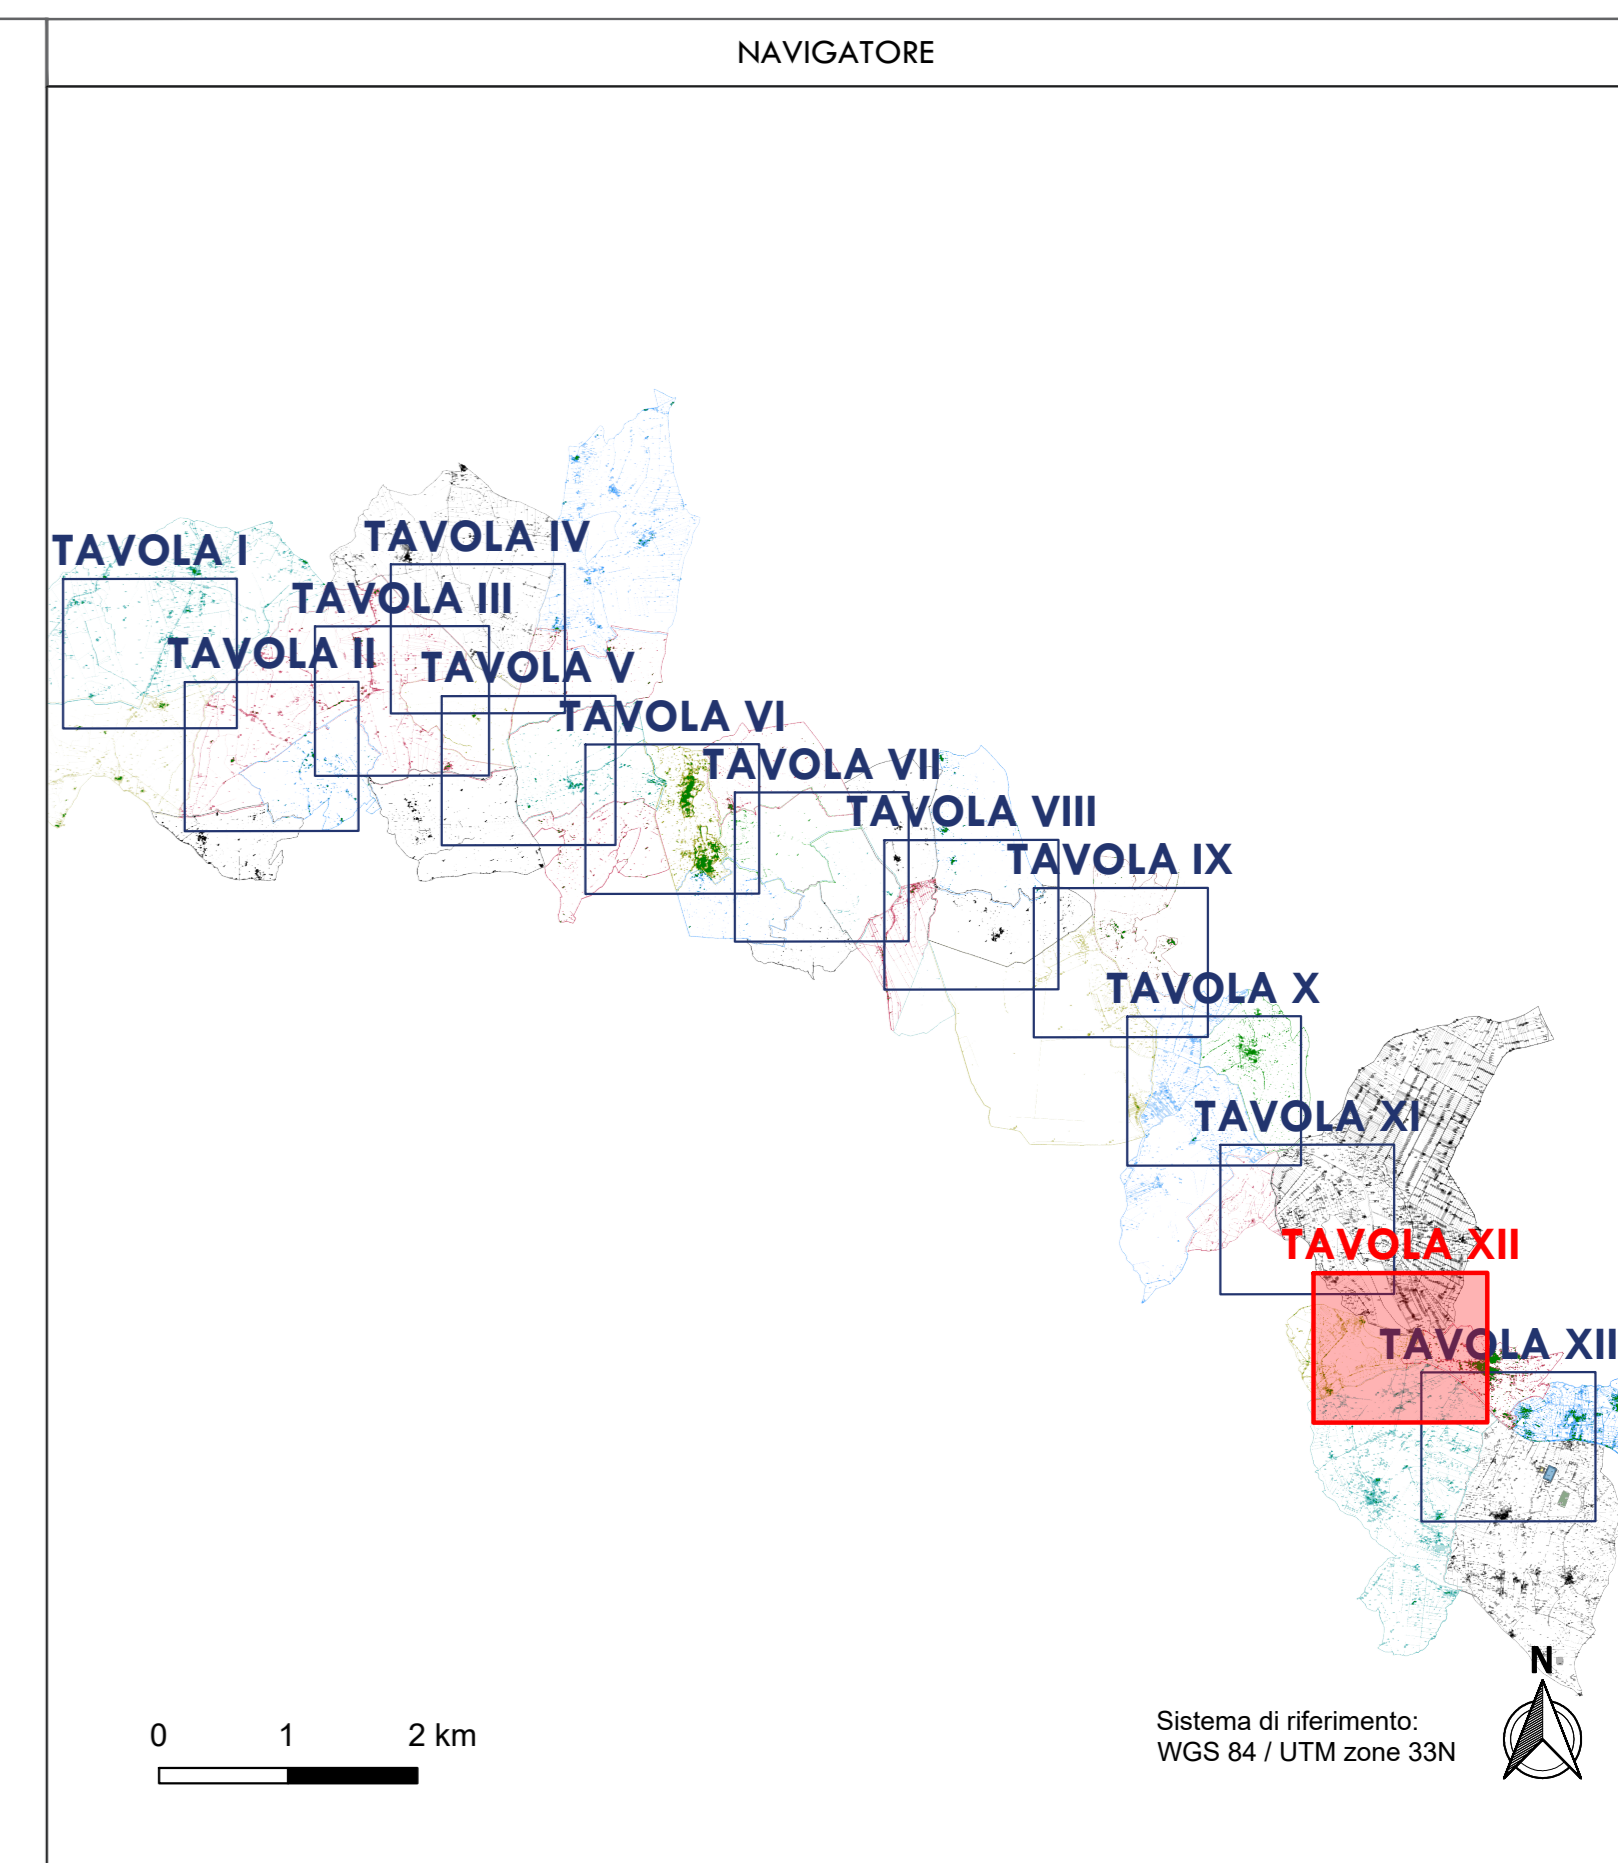 NAVIGATORE
TAVOLA I
TAVOLA IV
TAVOLA III
TAVOLA II
TAVOLA V
TAVOLA VI
TAVOLA VII
TAVOLA VIII
TAVOLA IX
TAVOLA X
TAVOLA XI
TAVOLA XII
TAVOLA XII
N
0 1 2 km
Sistema di riferimento:
WGS 84 / UTM zone 33N